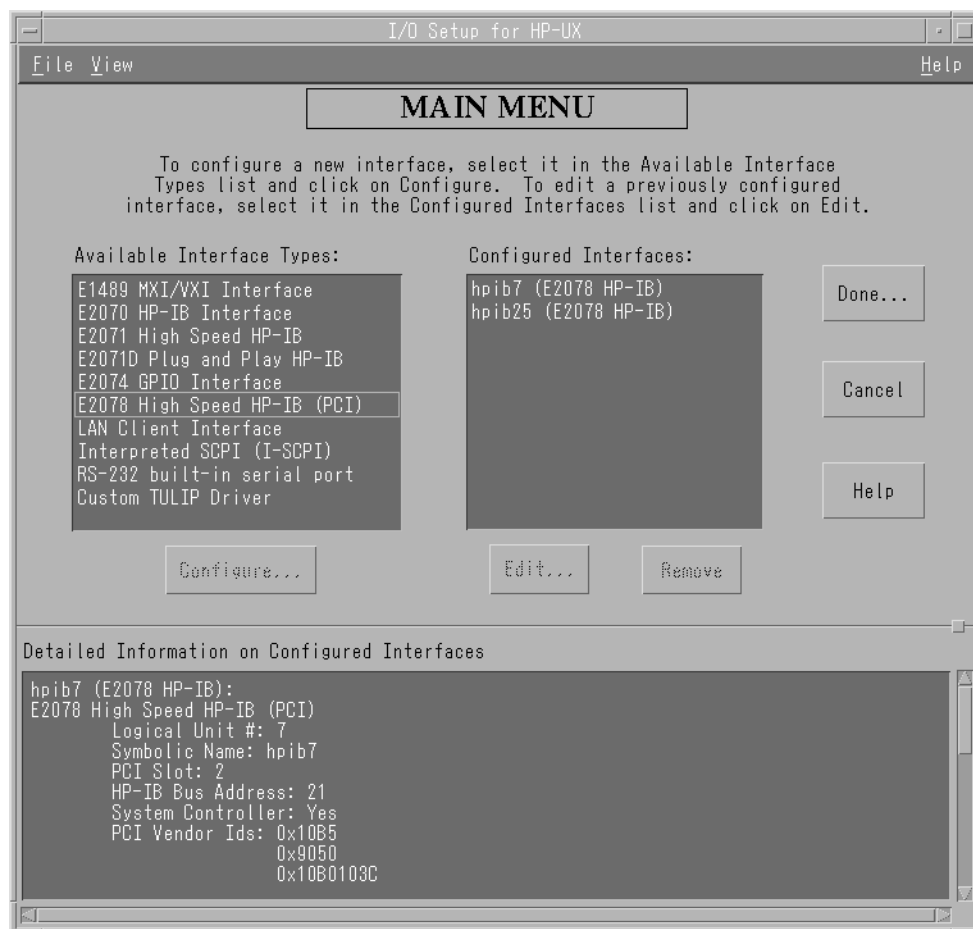 I/O Setup for HP-UX
File View Help
MAIN MENU
To configure a new interface, select it in the Available Interface
Types list and click on Configure. To edit a previously configured
interface, select it in the Configured Interfaces list and click on Edit.
Available Interface Types:
E1489 MXI/VXI Interface
E2070 HP-IB Interface
E2071 High Speed HP-IB
E2071D Plug and Play HP-IB
E2074 GPIO Interface
E2078 High Speed HP-IB (PCI)
LAN Client Interface
Interpreted SCPI (I-SCPI)
RS-232 built-in serial port
Custom TULIP Driver
Configure...
Configured Interfaces:
hpib7 (E2078 HP-IB)
hpib25 (E2078 HP-IB)
Edit...
Remove
Done...
Cancel
Help
Detailed Information on Configured Interfaces
hpib7 (E2078 HP-IB):
E2078 High Speed HP-IB (PCI)
Logical Unit #: 7
Symbolic Name: hpib7
PCI Slot: 2
HP-IB Bus Address: 21
System Controller: Yes
PCI Vendor Ids: 0x10B5
0x9050
0x10B0103C